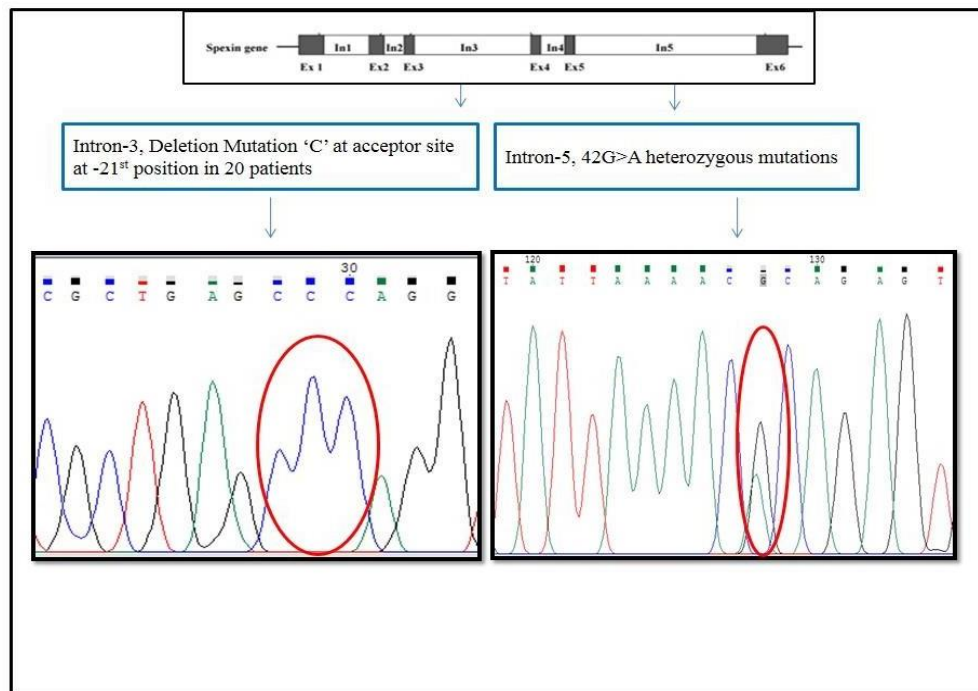 Spexin gene
In1 In2 In3 In4 In5
Ex 1 Ex2 Ex3 Ex4 Ex5 Ex6
Intron-3, Deletion Mutation ‘C’ at acceptor site
at -21st position in 20 patients
Intron-5, 42G>A heterozygous mutations
30
C G C T G A G C C C A G G
120 130
T A T T A A A A C G C A G A G T